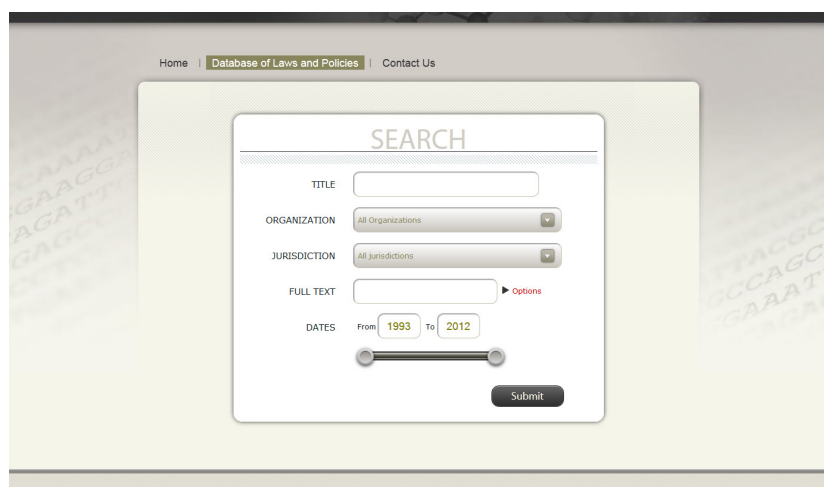 Home | Database of Laws and Policies | Contact Us
SEARCH
TITLE
ORGANIZATION All Organizations
JURISDICTION All jurisdictions
FULL TEXT Options
DATES From 1993 To 2012
Submit